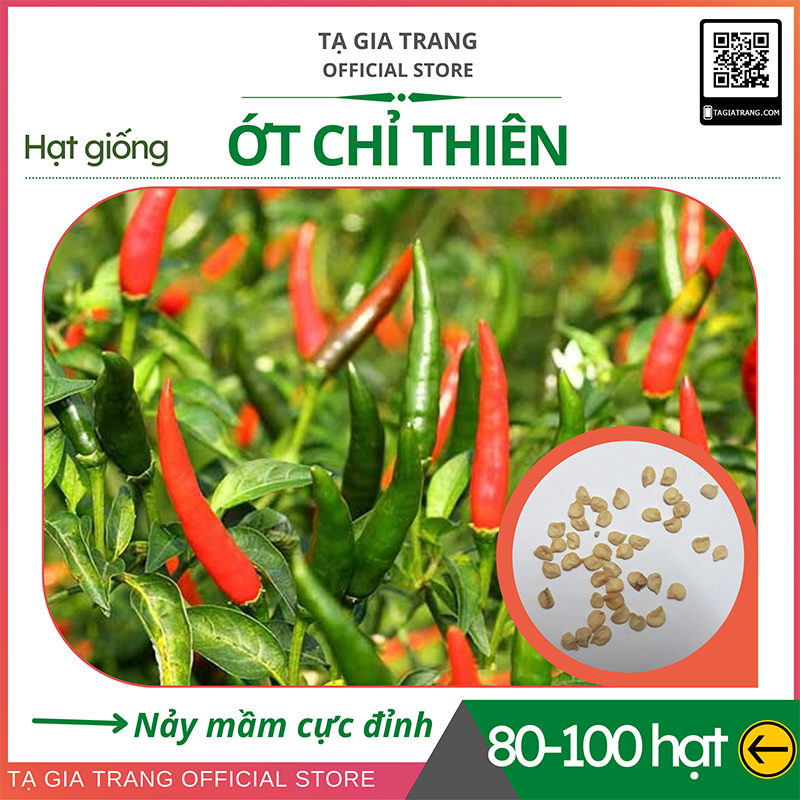 TẠ GIA TRANG
OFFICIAL STORE
TAGIATRANG.COM
Hạt giống
ỚT CHỈ THIÊN
Nảy mầm cực đỉnh
80-100 hạt
TẠ GIA TRANG OFFICIAL STORE